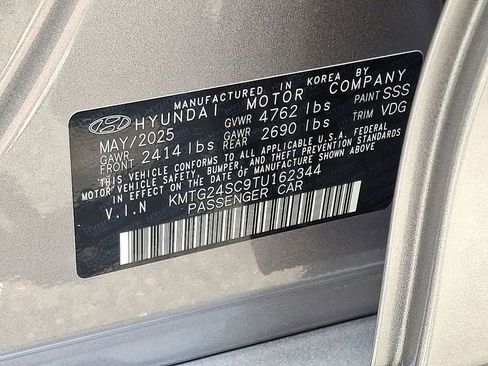 MANUFACTURED IN KOREA BY
HYUNDAI MOTOR COMPANY
MAY/2025 GVWR 4762 lbs PAINT SSS
GAWR FRONT 2414 lbs GAWR REAR 2690 lbs TRIM VDG
THIS VEHICLE CONFORMS TO ALL APPLICABLE U.S.A. FEDERAL
MOTOR VEHICLE SAFETY, BUMPER, AND THEFT PREVENTION STANDARDS
IN EFFECT ON THE DATE OF MANUFACTURE SHOWN ABOVE.
V.I.N KMTG24SC9TU162344
PASSENGER CAR